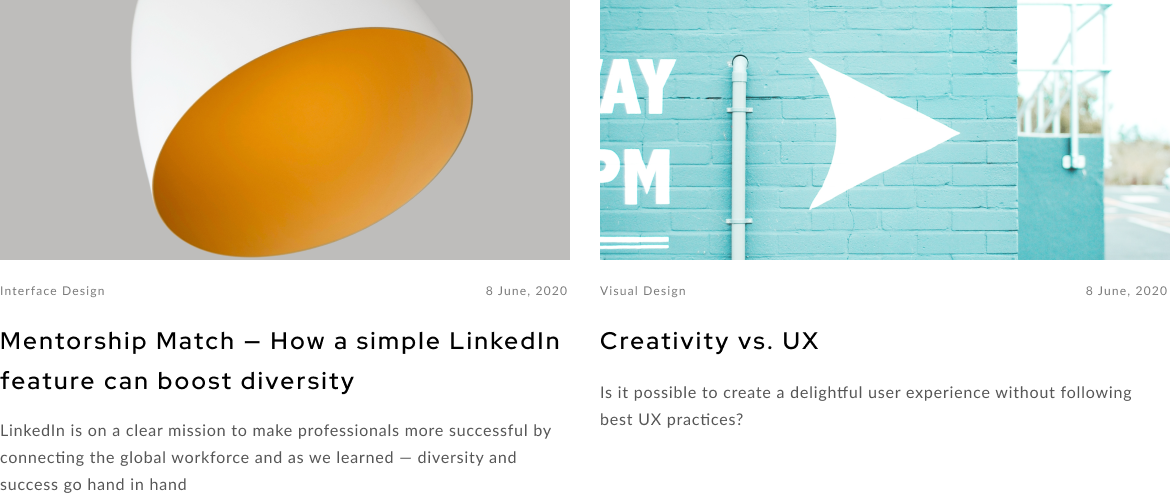 AY
PM
Interface Design
8 June, 2020
Mentorship Match – How a simple LinkedIn
feature can boost diversity
LinkedIn is on a clear mission to make professionals more successful by
connecting the global workforce and as we learned — diversity and
success go hand in hand
Visual Design
8 June, 2020
Creativity vs. UX
Is it possible to create a delightful user experience without following
best UX practices?